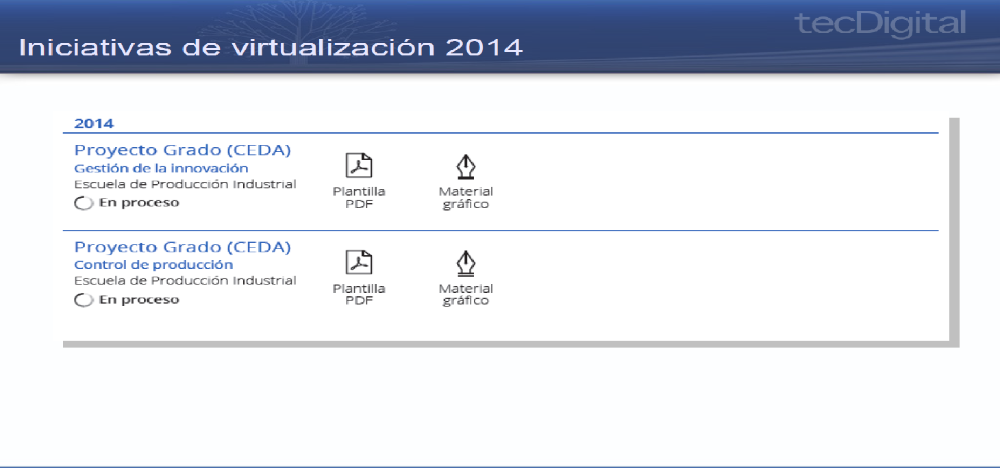 tecDigital
Iniciativas de virtualización 2014
2014
Proyecto Grado (CEDA)
Gestión de la innovación
Escuela de Producción Industrial
En proceso
Plantilla
PDF
Material
gráfico
Proyecto Grado (CEDA)
Control de producción
Escuela de Producción Industrial
En proceso
Plantilla
PDF
Material
gráfico